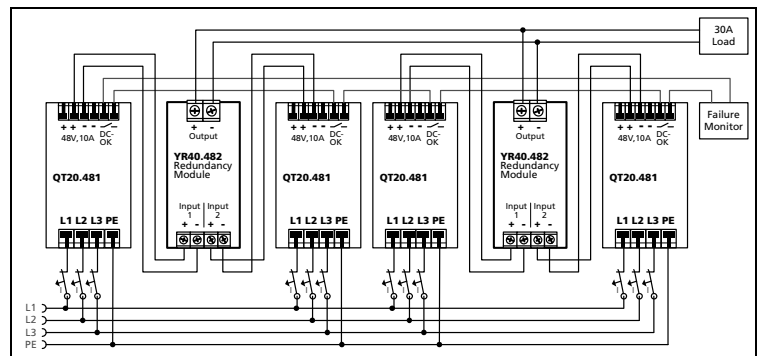 30A
Load
Failure
Monitor
+ + - -
48V,10A
DC-
OK
QT20.481
L1 L2 L3 PE
+ -
Output
YR40.482
Redundancy
Module
Input
1
Input
2
+ - + -
+ + - -
48V,10A
DC-
OK
QT20.481
L1 L2 L3 PE
+ + - -
48V,10A
DC-
OK
QT20.481
L1 L2 L3 PE
+ -
Output
YR40.482
Redundancy
Module
Input
1
Input
2
+ - + -
+ + - -
48V,10A
DC-
OK
QT20.481
L1 L2 L3 PE
I I I
I I I
I I I
I I I
L1
L2
L3
PE